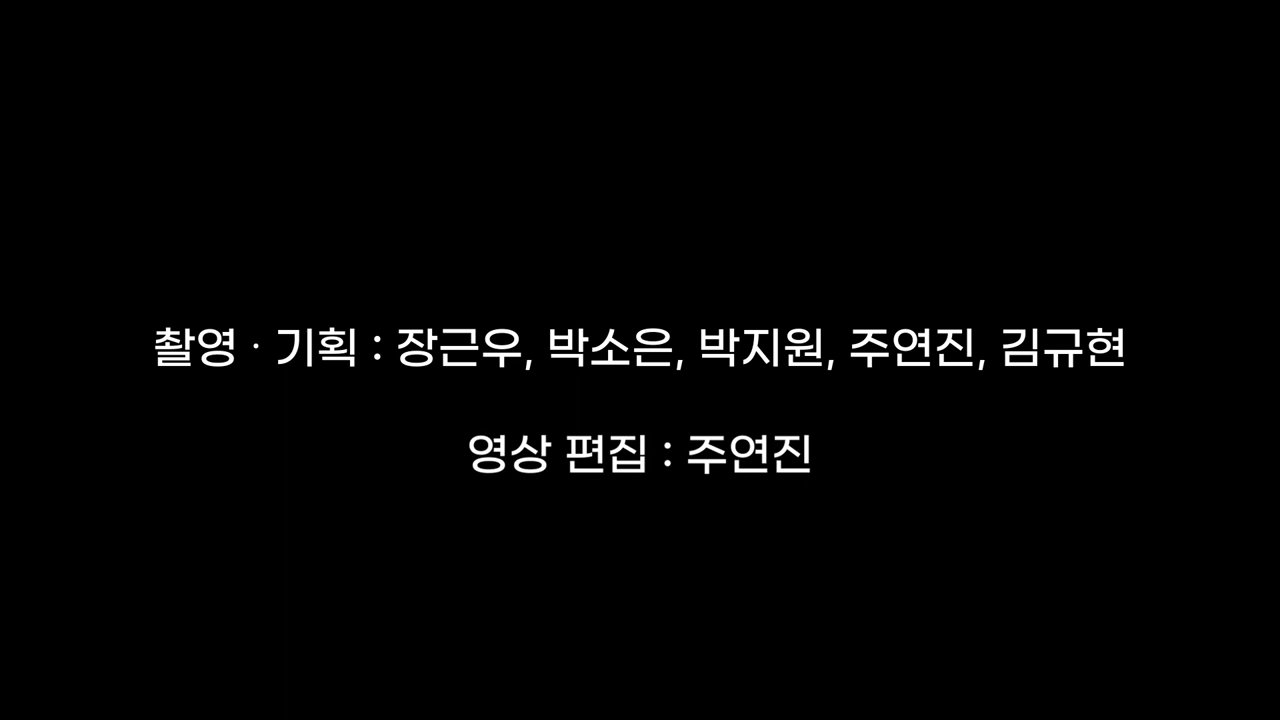 촬영 · 기획 : 장근우, 박소은, 박지원, 주연진, 김규현
영상 편집 : 주연진